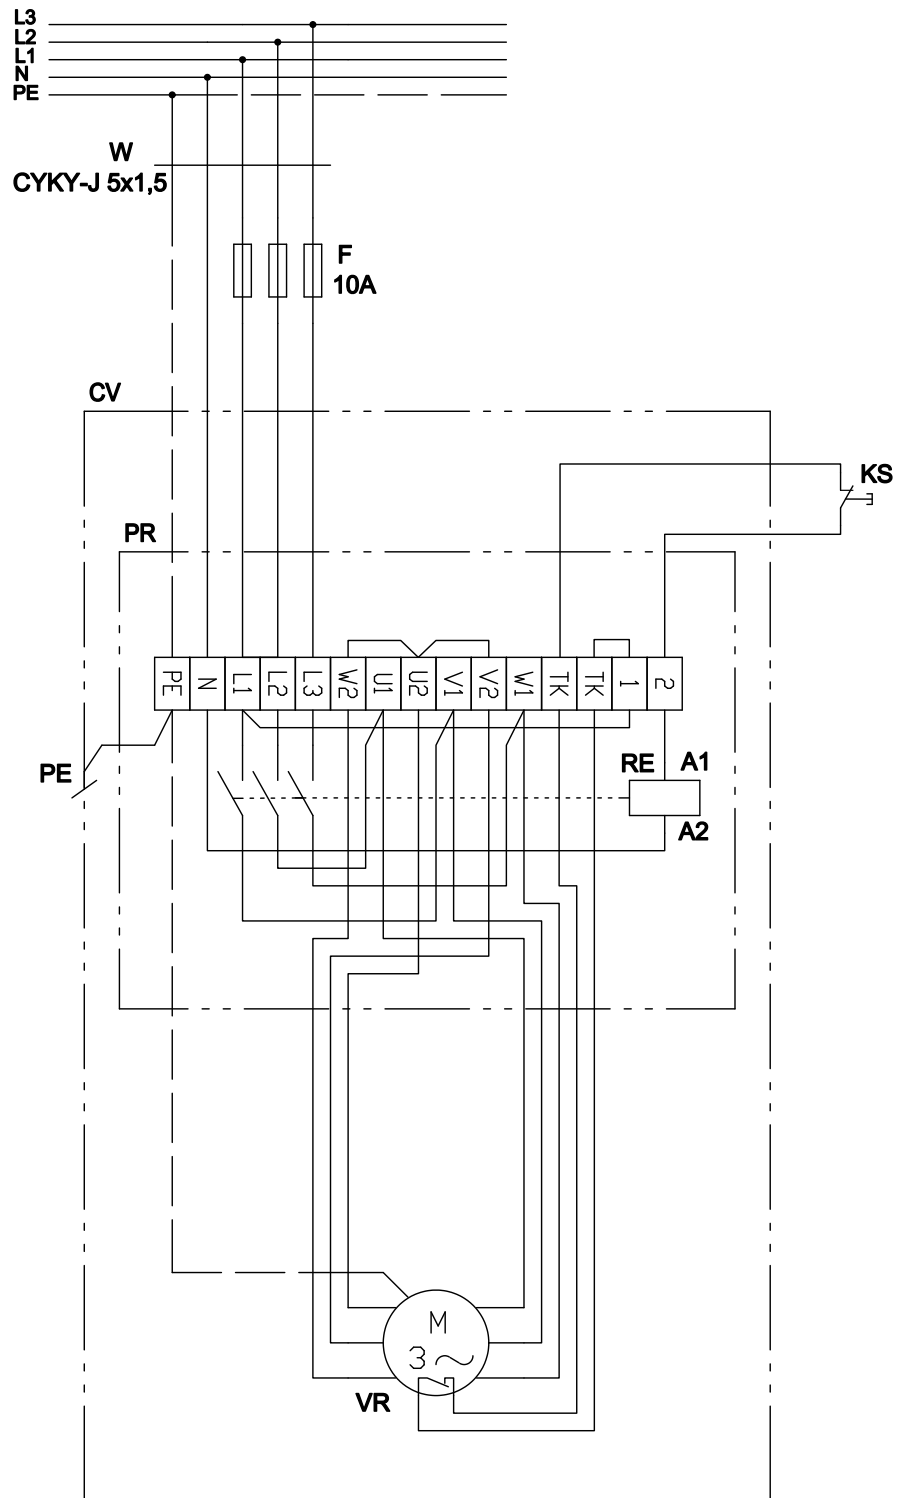 L3
L2
L1
N
PE
W
CYKY-J 5x1,5
F
10A
CV
KS
PR
PE N L1 L2 L3 W2 U1 U2 V1 V2 W1 TK TK 1 2
PE
RE A1
A2
M
3 ~
VR